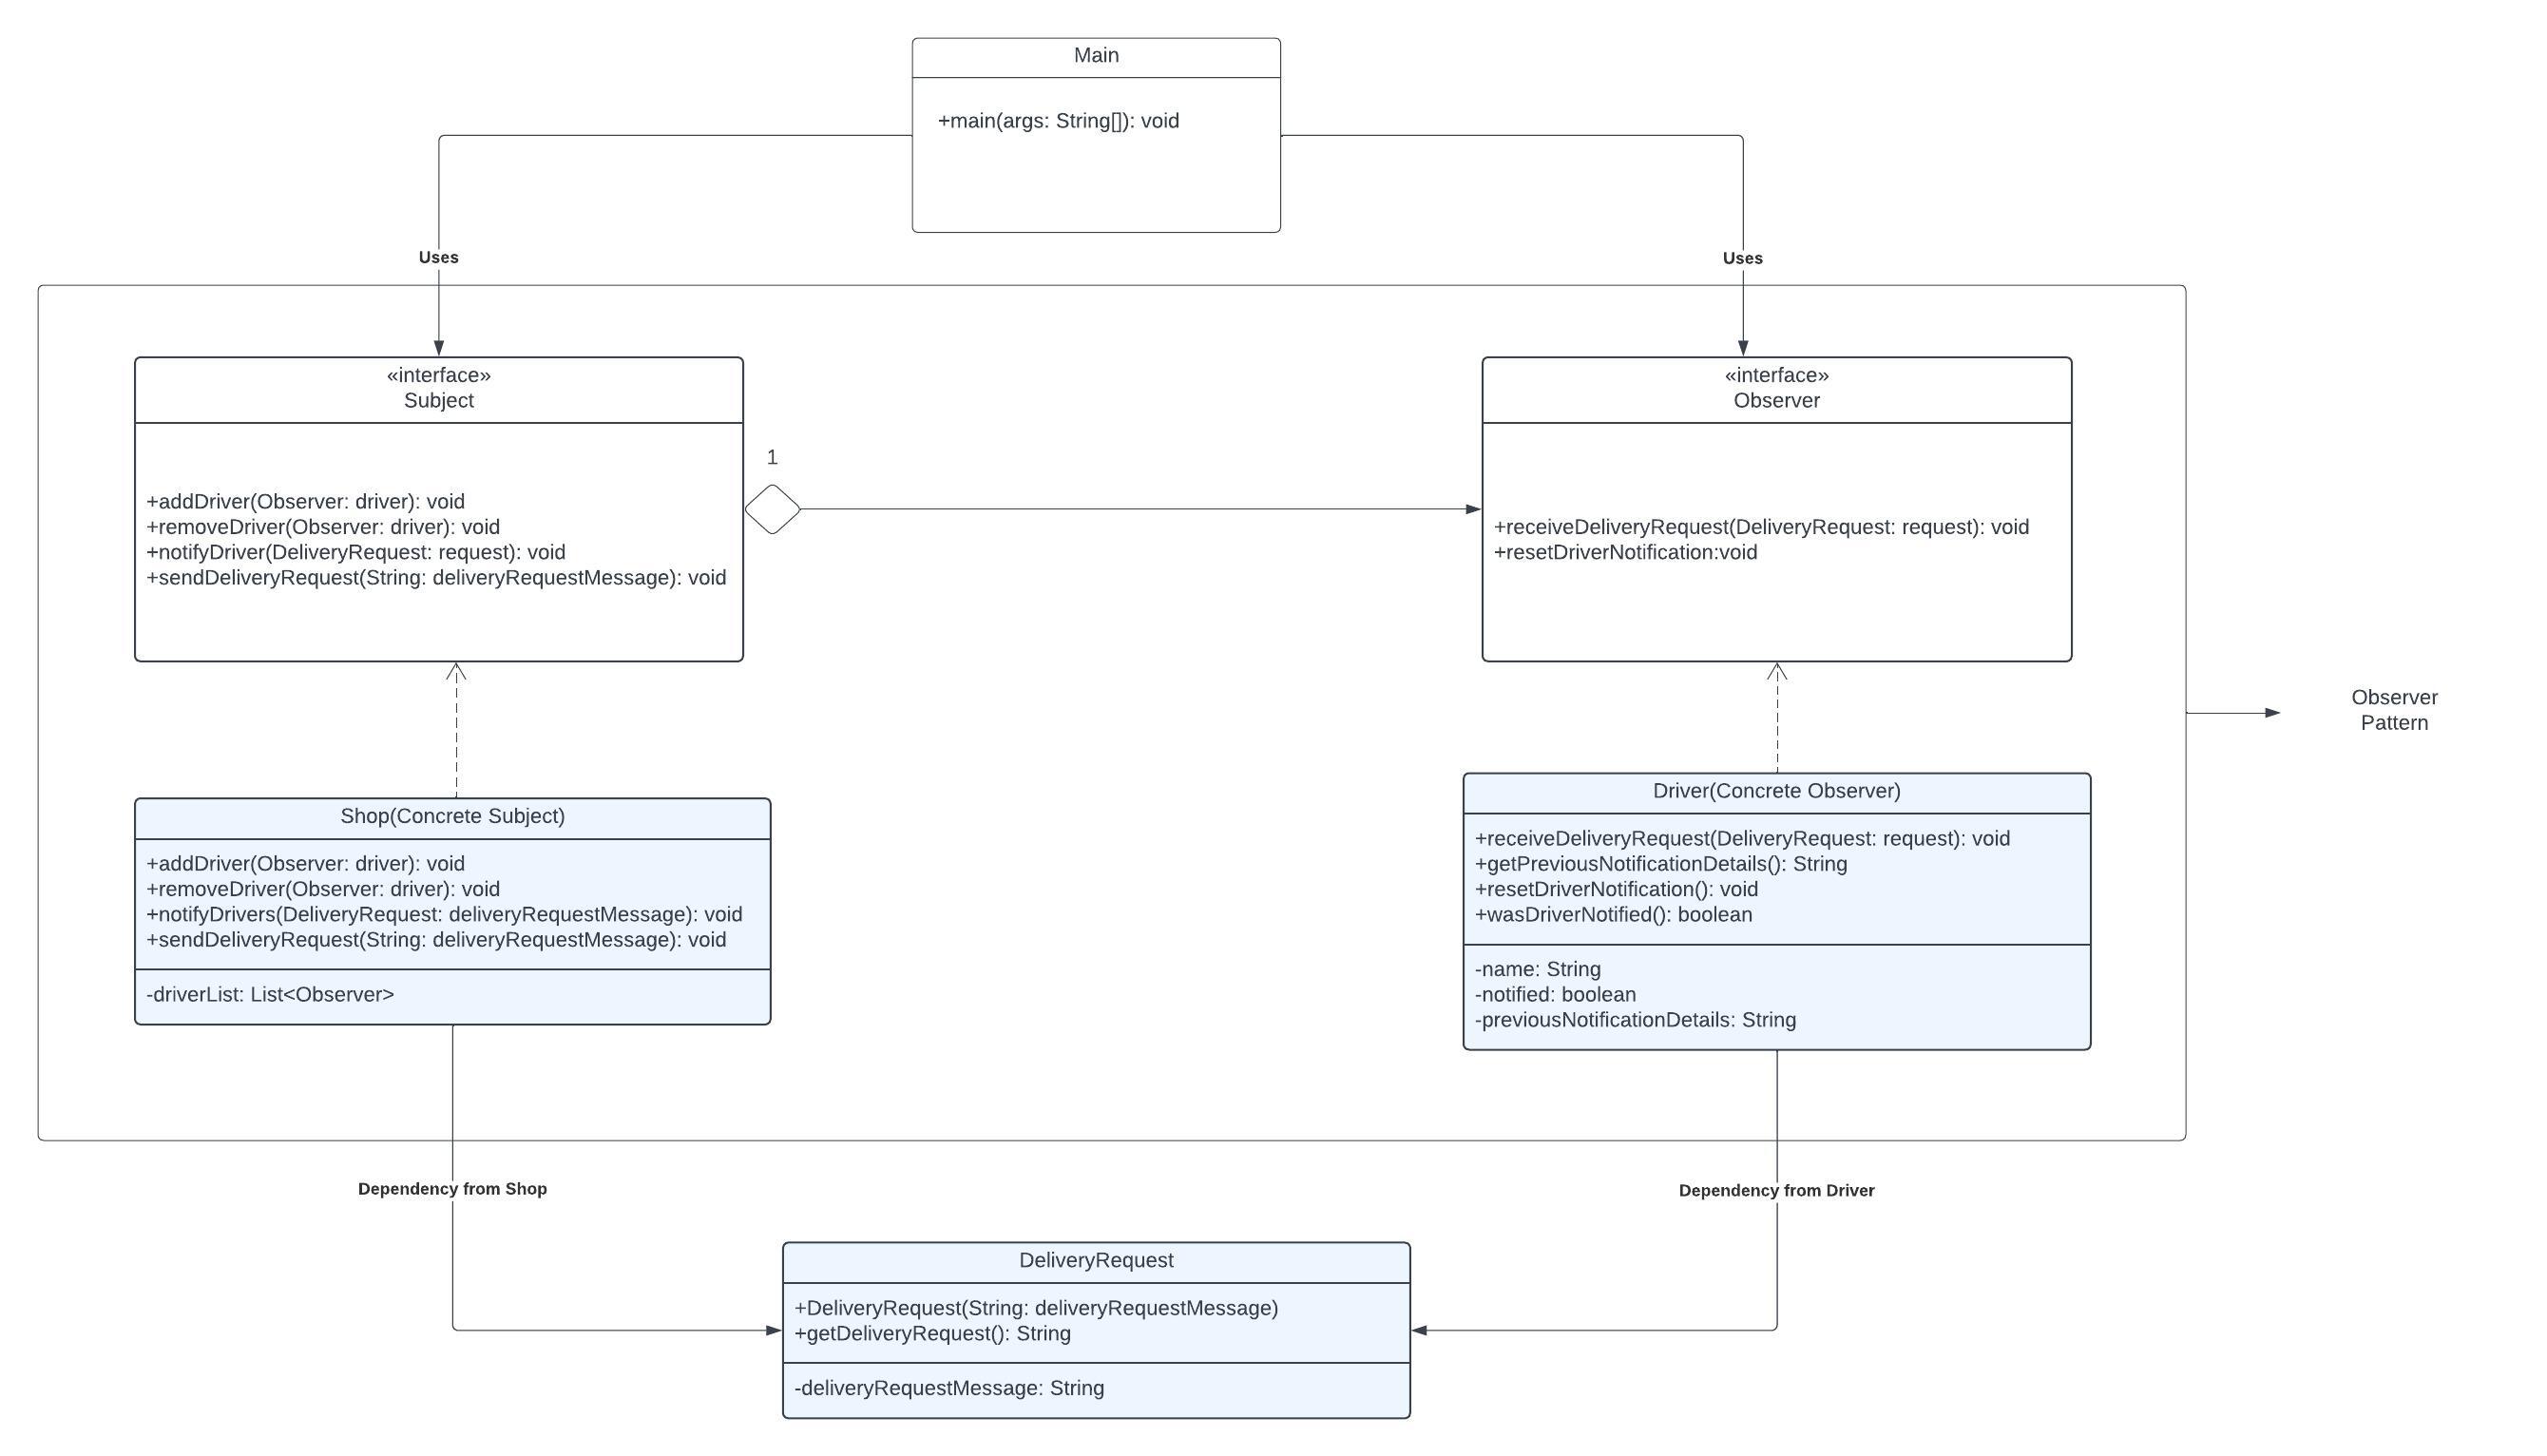 Main
+main(args: String[]): void
Uses
Uses
«interface»
Subject
+addDriver(Observer: driver): void
+removeDriver(Observer: driver): void
+notifyDriver(DeliveryRequest: request): void
+sendDeliveryRequest(String: deliveryRequestMessage): void
1
«interface»
Observer
+receiveDeliveryRequest(DeliveryRequest: request): void
+resetDriverNotification:void
Observer
Pattern
Shop(Concrete Subject)
+addDriver(Observer: driver): void
+removeDriver(Observer: driver): void
+notifyDrivers(DeliveryRequest: deliveryRequestMessage): void
+sendDeliveryRequest(String: deliveryRequestMessage): void
-driverList: List<Observer>
Driver(Concrete Observer)
+receiveDeliveryRequest(DeliveryRequest: request): void
+getPreviousNotificationDetails(): String
+resetDriverNotification(): void
+wasDriverNotified(): boolean
-name: String
-notified: boolean
-previousNotificationDetails: String
Dependency from Shop
Dependency from Driver
DeliveryRequest
+DeliveryRequest(String: deliveryRequestMessage)
+getDeliveryRequest(): String
-deliveryRequestMessage: String